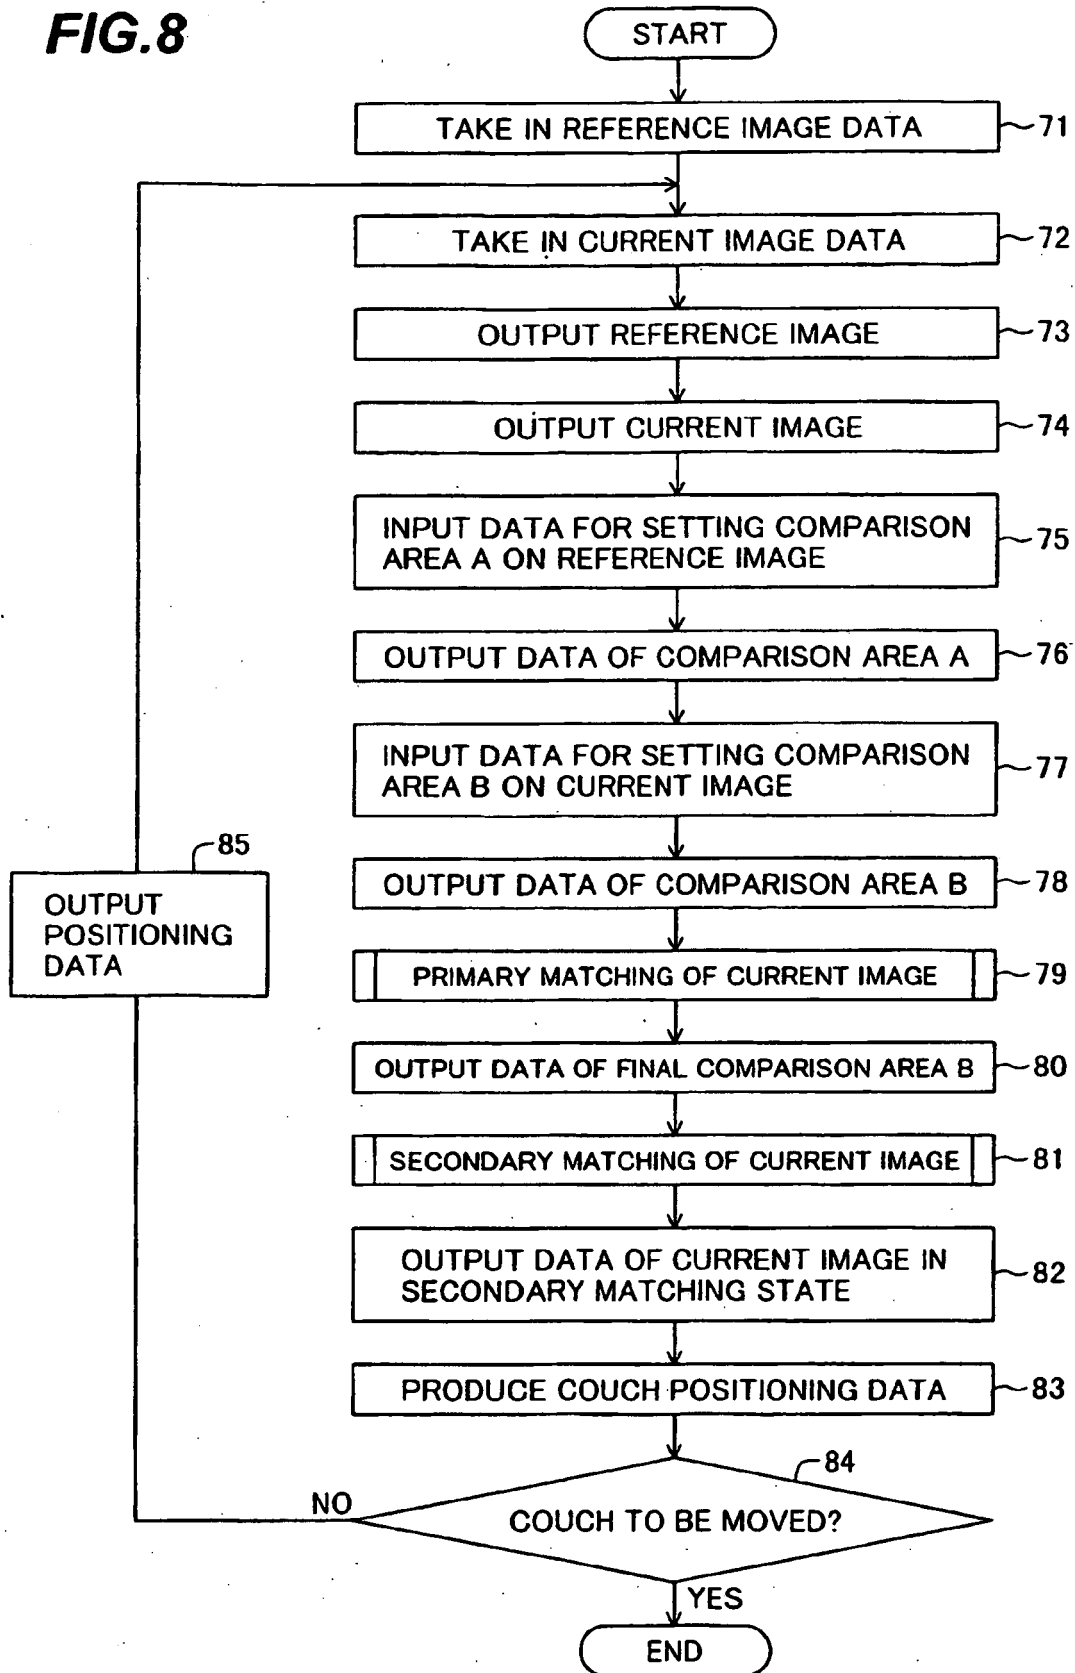 FIG.8
START
TAKE IN REFERENCE IMAGE DATA
71
TAKE IN CURRENT IMAGE DATA
72
OUTPUT REFERENCE IMAGE
73
OUTPUT CURRENT IMAGE
74
INPUT DATA FOR SETTING COMPARISON
AREA A ON REFERENCE IMAGE
75
OUTPUT DATA OF COMPARISON AREA A
76
INPUT DATA FOR SETTING COMPARISON
AREA B ON CURRENT IMAGE
77
OUTPUT DATA OF COMPARISON AREA B
78
85
OUTPUT
POSITIONING
DATA
PRIMARY MATCHING OF CURRENT IMAGE
79
OUTPUT DATA OF FINAL COMPARISON AREA B
80
SECONDARY MATCHING OF CURRENT IMAGE
81
OUTPUT DATA OF CURRENT IMAGE IN
SECONDARY MATCHING STATE
82
PRODUCE COUCH POSITIONING DATA
83
84
COUCH TO BE MOVED?
NO
YES
END